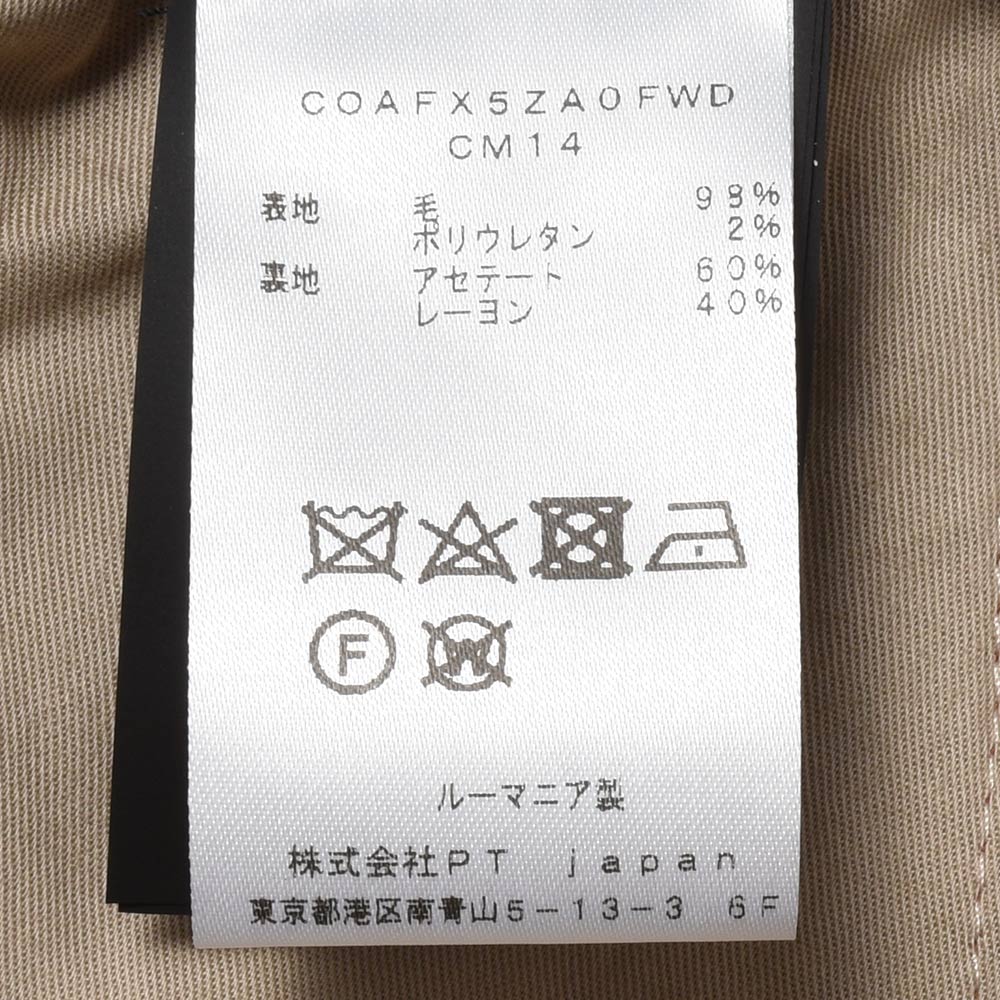 COAFX5ZA0FWD
CM14
表地 毛 98%
ポリウレタン 2%
裏地 アセテート 60%
レーヨン 40%
F W
ルーマニア製
株式会社PT japan
東京都港区南青山5-13-3 6F